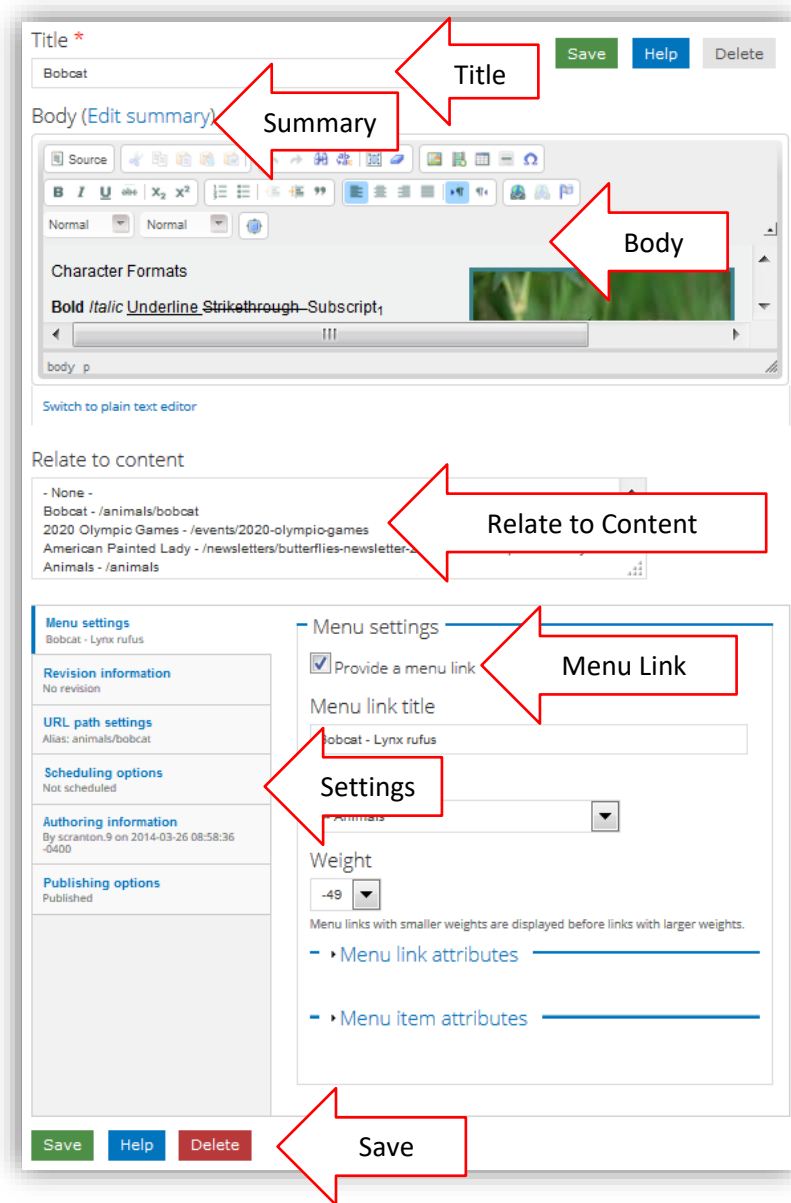 Title *
Save Help Delete
Bobcat
Title
Body (Edit summary)
Summary
Source
B I U abc X₂ X²
Normal Normal
Body
Character Formats
Bold Italic Underline Strikethrough Subscript₁
body p
Switch to plain text editor
Relate to content
- None -
Bobcat - /animals/bobcat
2020 Olympic Games - /events/2020-olympic-games
American Painted Lady - /newsletters/butterflies-newsletter-2
Animals - /animals
Relate to Content
Menu settings
Bobcat - Lynx rufus
Revision information
No revision
URL path settings
Alias: animals/bobcat
Scheduling options
Not scheduled
Authoring information
By scranton.9 on 2014-03-26 08:58:36
-0400
Publishing options
Published
Menu settings
Provide a menu link
Menu Link
Menu link title
Bobcat - Lynx rufus
Settings
Animals
Weight
-49
Menu links with smaller weights are displayed before links with larger weights.
Menu link attributes
Menu item attributes
Save Help Delete
Save